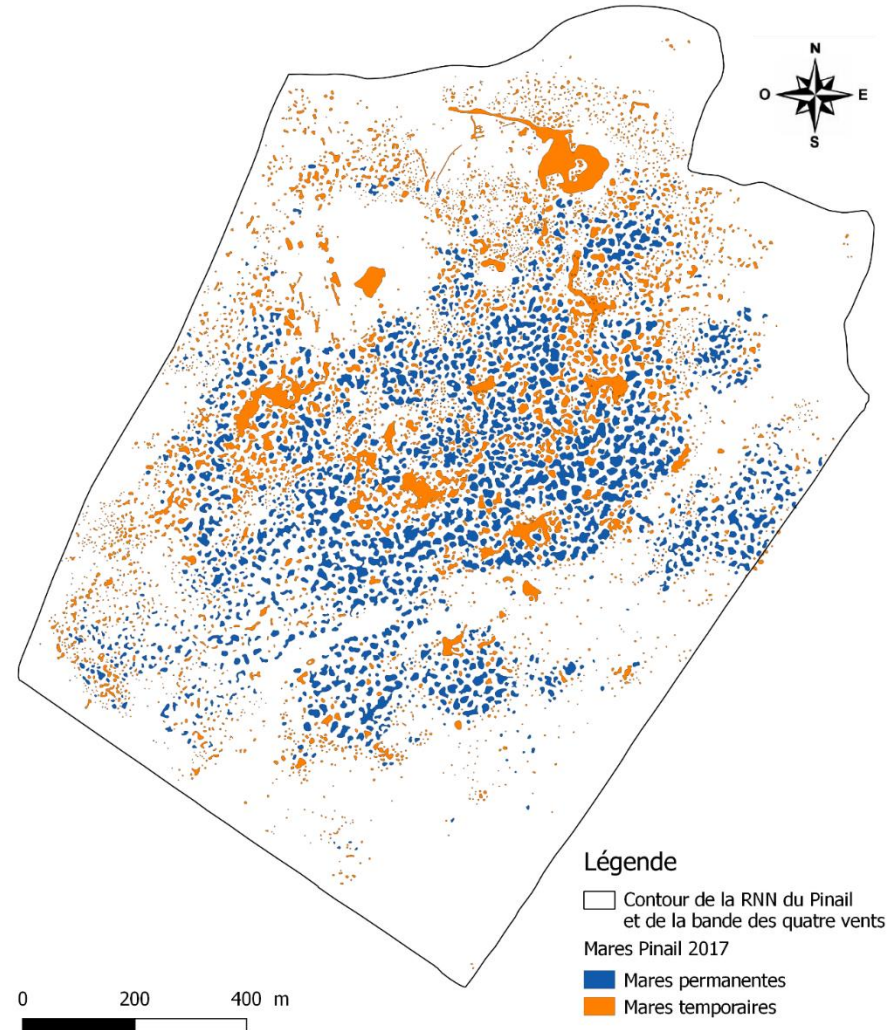 N
O E
S
Légende
Contour de la RNN du Pinail
et de la bande des quatre vents
Mares Pinail 2017
Mares permanentes
Mares temporaires
0 200 400 m